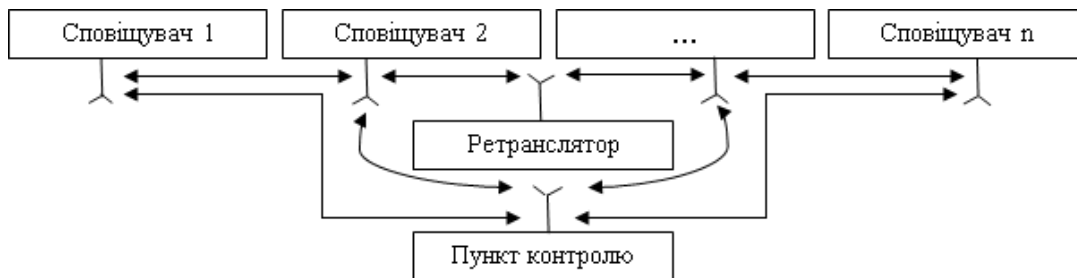 Сповіщувач 1
Сповіщувач 2
...
Сповіщувач n
Ретранслятор
Пункт контролю